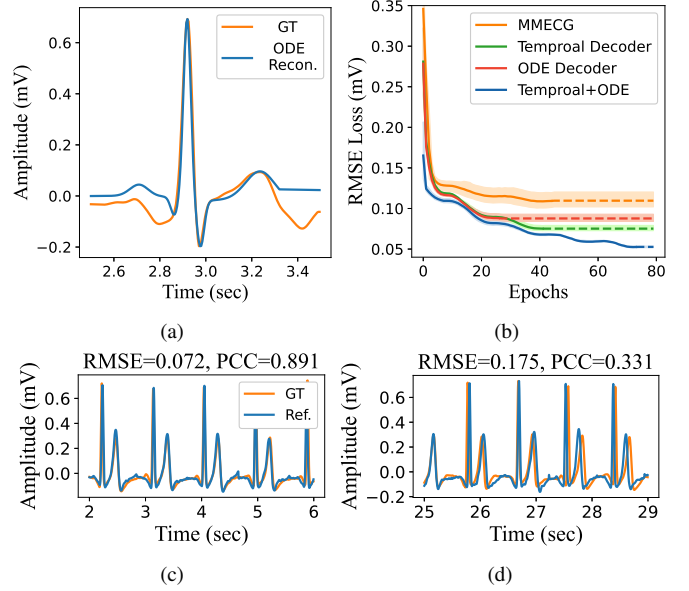 GT
ODE
Recon.
0.6
0.4
0.2
0.0
−0.2
Amplitude (mV)
2.6 2.8 3.0 3.2 3.4
Time (sec)
(a)
MMECG
Temproal Decoder
ODE Decoder
Temproal+ODE
0.35
0.30
0.25
0.20
0.15
0.10
0.05
RMSE Loss (mV)
0 20 40 60 80
Epochs
(b)
RMSE=0.072, PCC=0.891
GT
Ref.
0.6
0.4
0.2
0.0
Amplitude (mV)
2 3 4 5 6
Time (sec)
(c)
RMSE=0.175, PCC=0.331
0.6
0.4
0.2
0.0
−0.2
Amplitude (mV)
25 26 27 28 29
Time (sec)
(d)